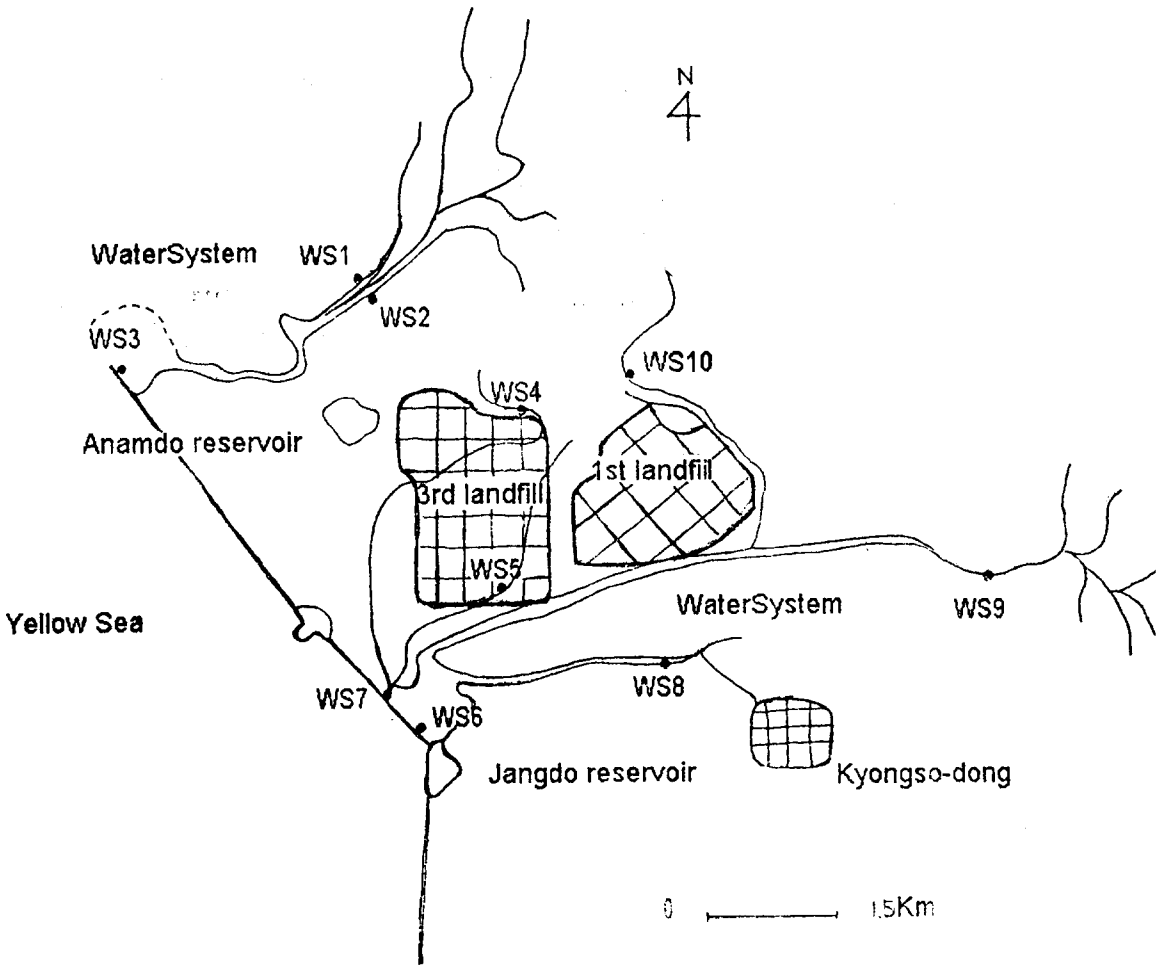 N
WaterSystem
WS1
WS2
WS3
WS10
WS4
Anamdo reservoir
1st landfill
3rd landfill
WS5
WaterSystem
WS9
Yellow Sea
WS8
WS7
WS6
Jangdo reservoir
Kyongso-dong
0
1.5Km